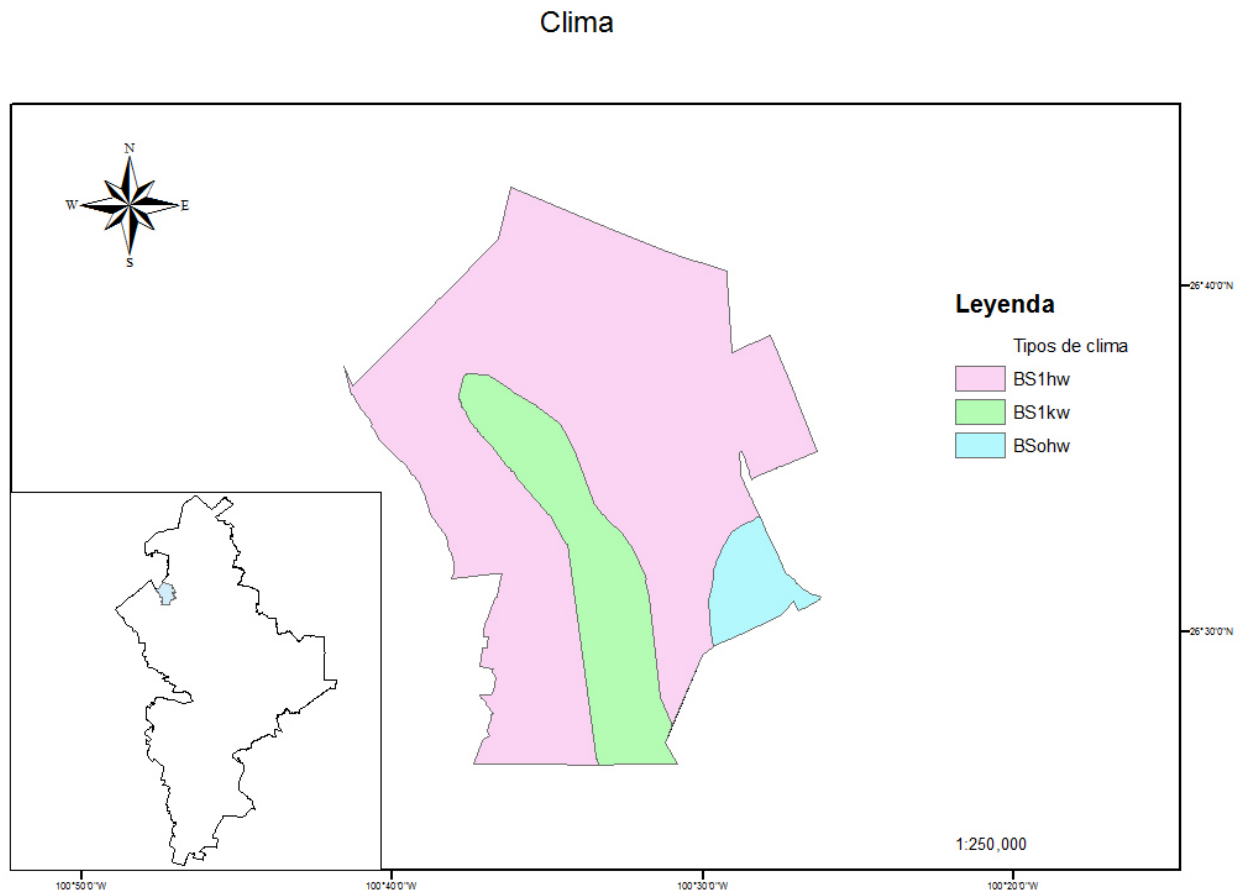 Clima
N
W
E
S
26°40'0"N
Leyenda
Tipos de clima
BS1hw
BS1kw
BSohw
26°30'0"N
1:250,000
100°50'0"W
100°40'0"W
100°30'0"W
100°20'0"W